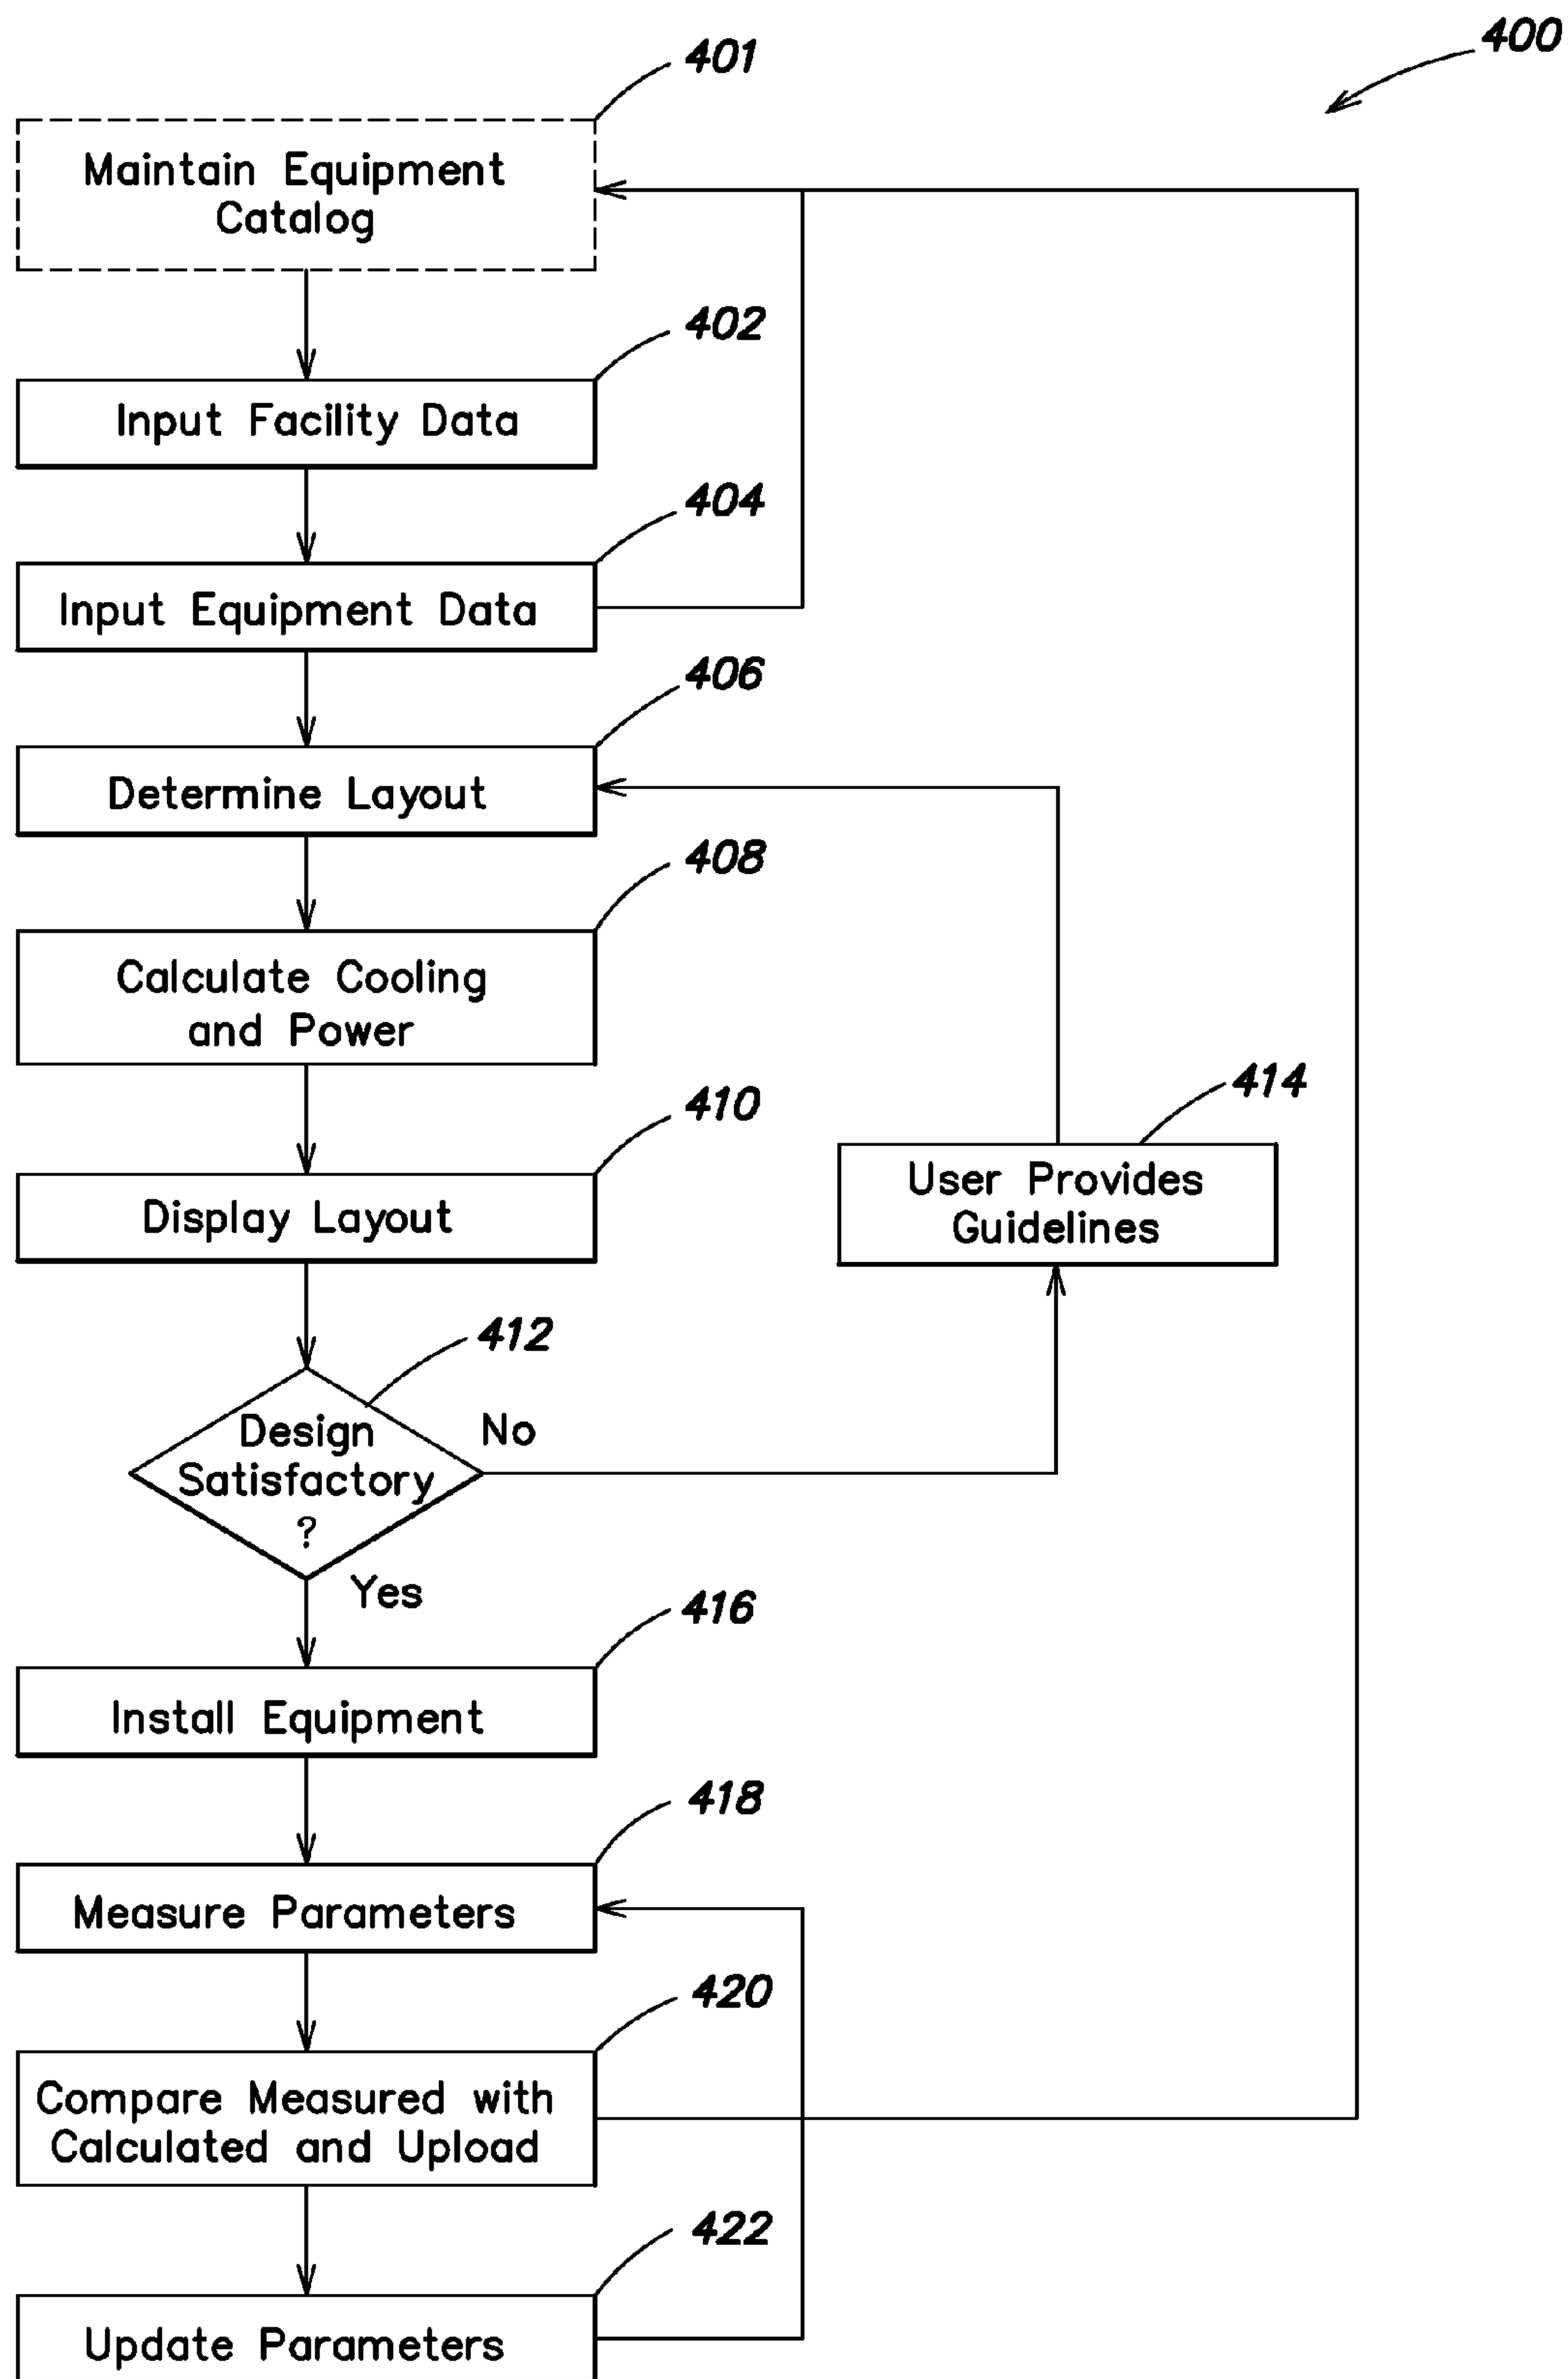 400
401
Maintain Equipment
Catalog
402
Input Facility Data
404
Input Equipment Data
406
Determine Layout
408
Calculate Cooling
and Power
410
Display Layout
414
User Provides
Guidelines
412
Design
Satisfactory
?
No
Yes
416
Install Equipment
418
Measure Parameters
420
Compare Measured with
Calculated and Upload
422
Update Parameters